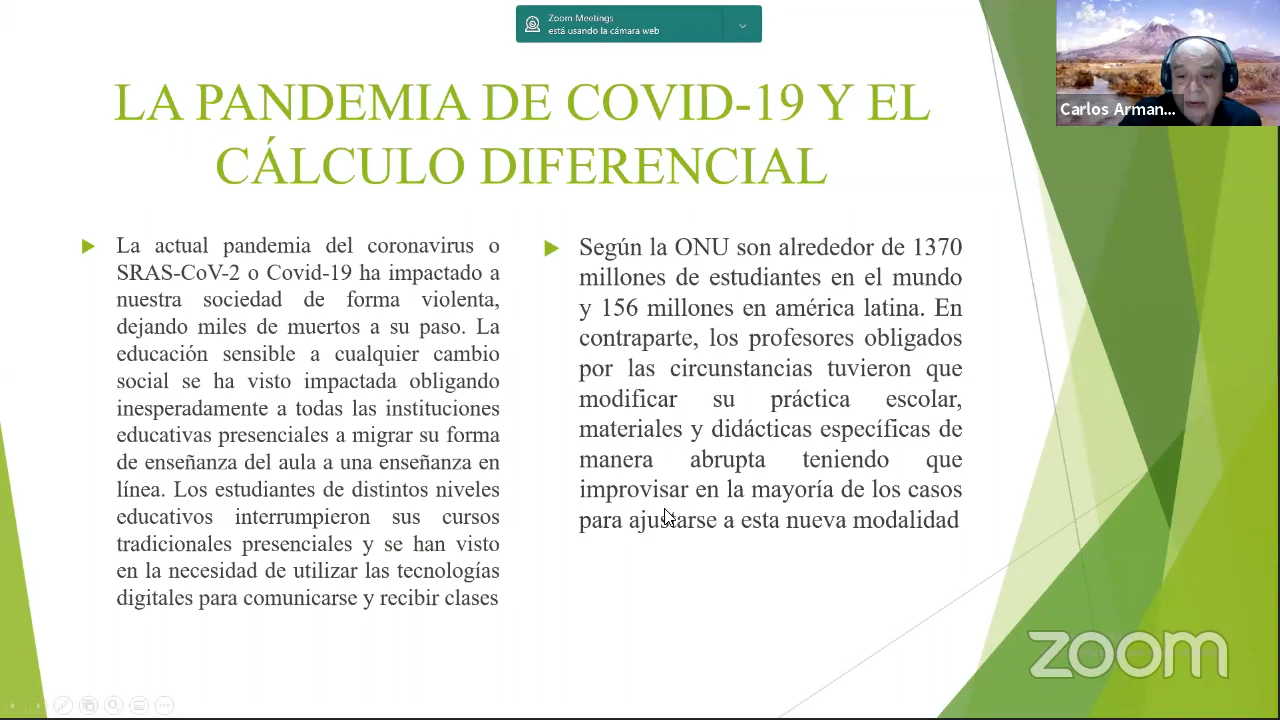 Zoom Meetings
está usando la cámara web
Carlos Arman...
LA PANDEMIA DE COVID-19 Y EL
CÁLCULO DIFERENCIAL
La actual pandemia del coronavirus o
SRAS-CoV-2 o Covid-19 ha impactado a
nuestra sociedad de forma violenta,
dejando miles de muertos a su paso. La
educación sensible a cualquier cambio
social se ha visto impactada obligando
inesperadamente a todas las instituciones
educativas presenciales a migrar su forma
de enseñanza del aula a una enseñanza en
línea. Los estudiantes de distintos niveles
educativos interrumpieron sus cursos
tradicionales presenciales y se han visto
en la necesidad de utilizar las tecnologías
digitales para comunicarse y recibir clases
Según la ONU son alrededor de 1370
millones de estudiantes en el mundo
y 156 millones en américa latina. En
contraparte, los profesores obligados
por las circunstancias tuvieron que
modificar su práctica escolar,
materiales y didácticas específicas de
manera abrupta teniendo que
improvisar en la mayoría de los casos
para ajustarse a esta nueva modalidad
zoom